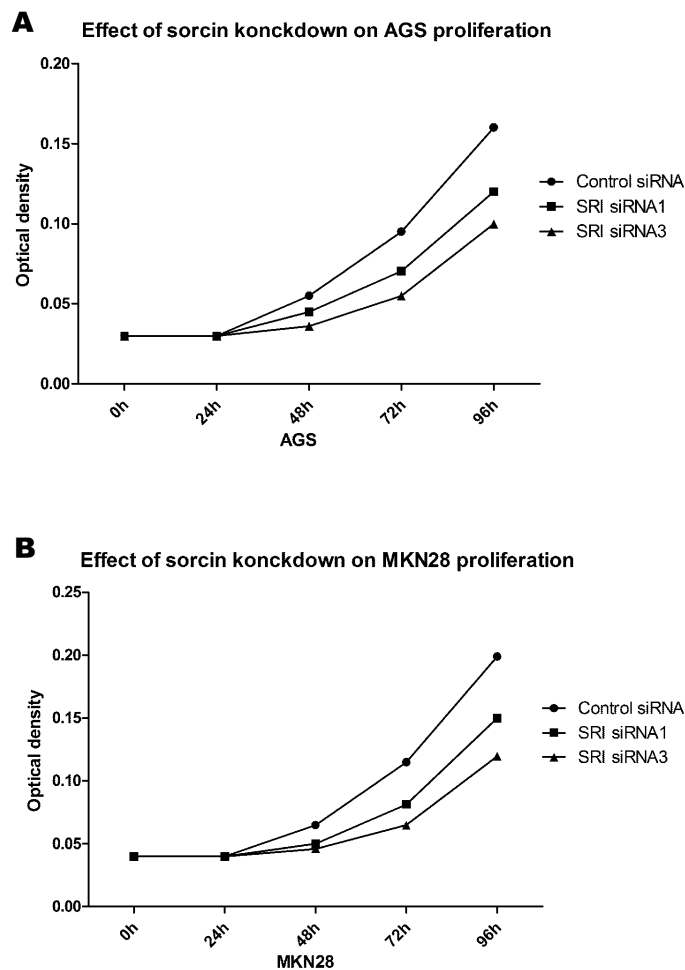 A
Effect of sorcin konckdown on AGS proliferation
0.20
0.15
0.10
0.05
0.00
Optical density
0h
24h
48h
72h
96h
AGS
Control siRNA
SRI siRNA1
SRI siRNA3
B
Effect of sorcin konckdown on MKN28 proliferation
0.25
0.20
0.15
0.10
0.05
0.00
Optical density
0h
24h
48h
72h
96h
MKN28
Control siRNA
SRI siRNA1
SRI siRNA3